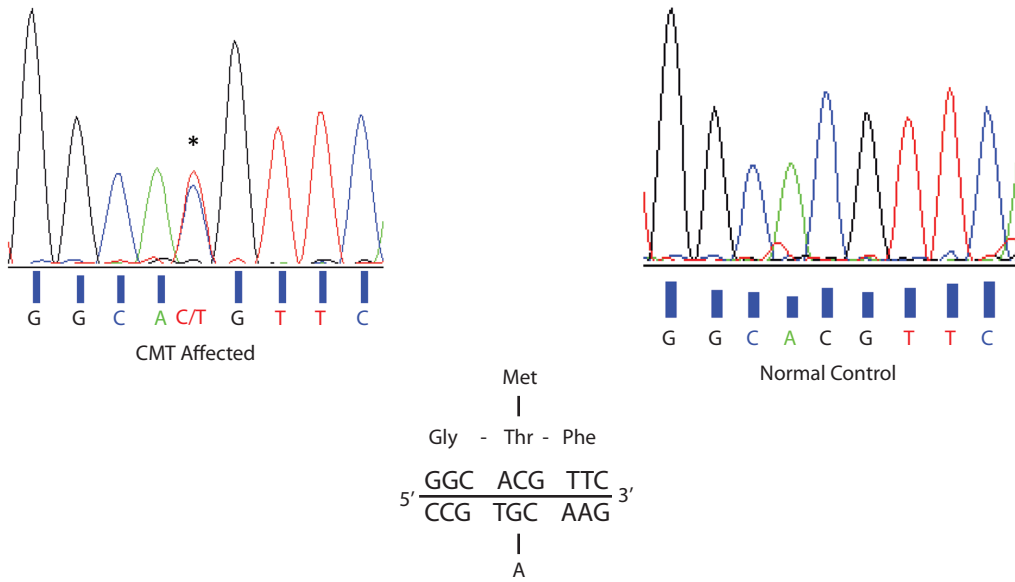 *
G G C A C/T G T T C
CMT Affected
G G C A C G T T C
Normal Control
Met
Gly - Thr - Phe
GGC ACG TTC
5’ 3’
CCG TGC AAG
A